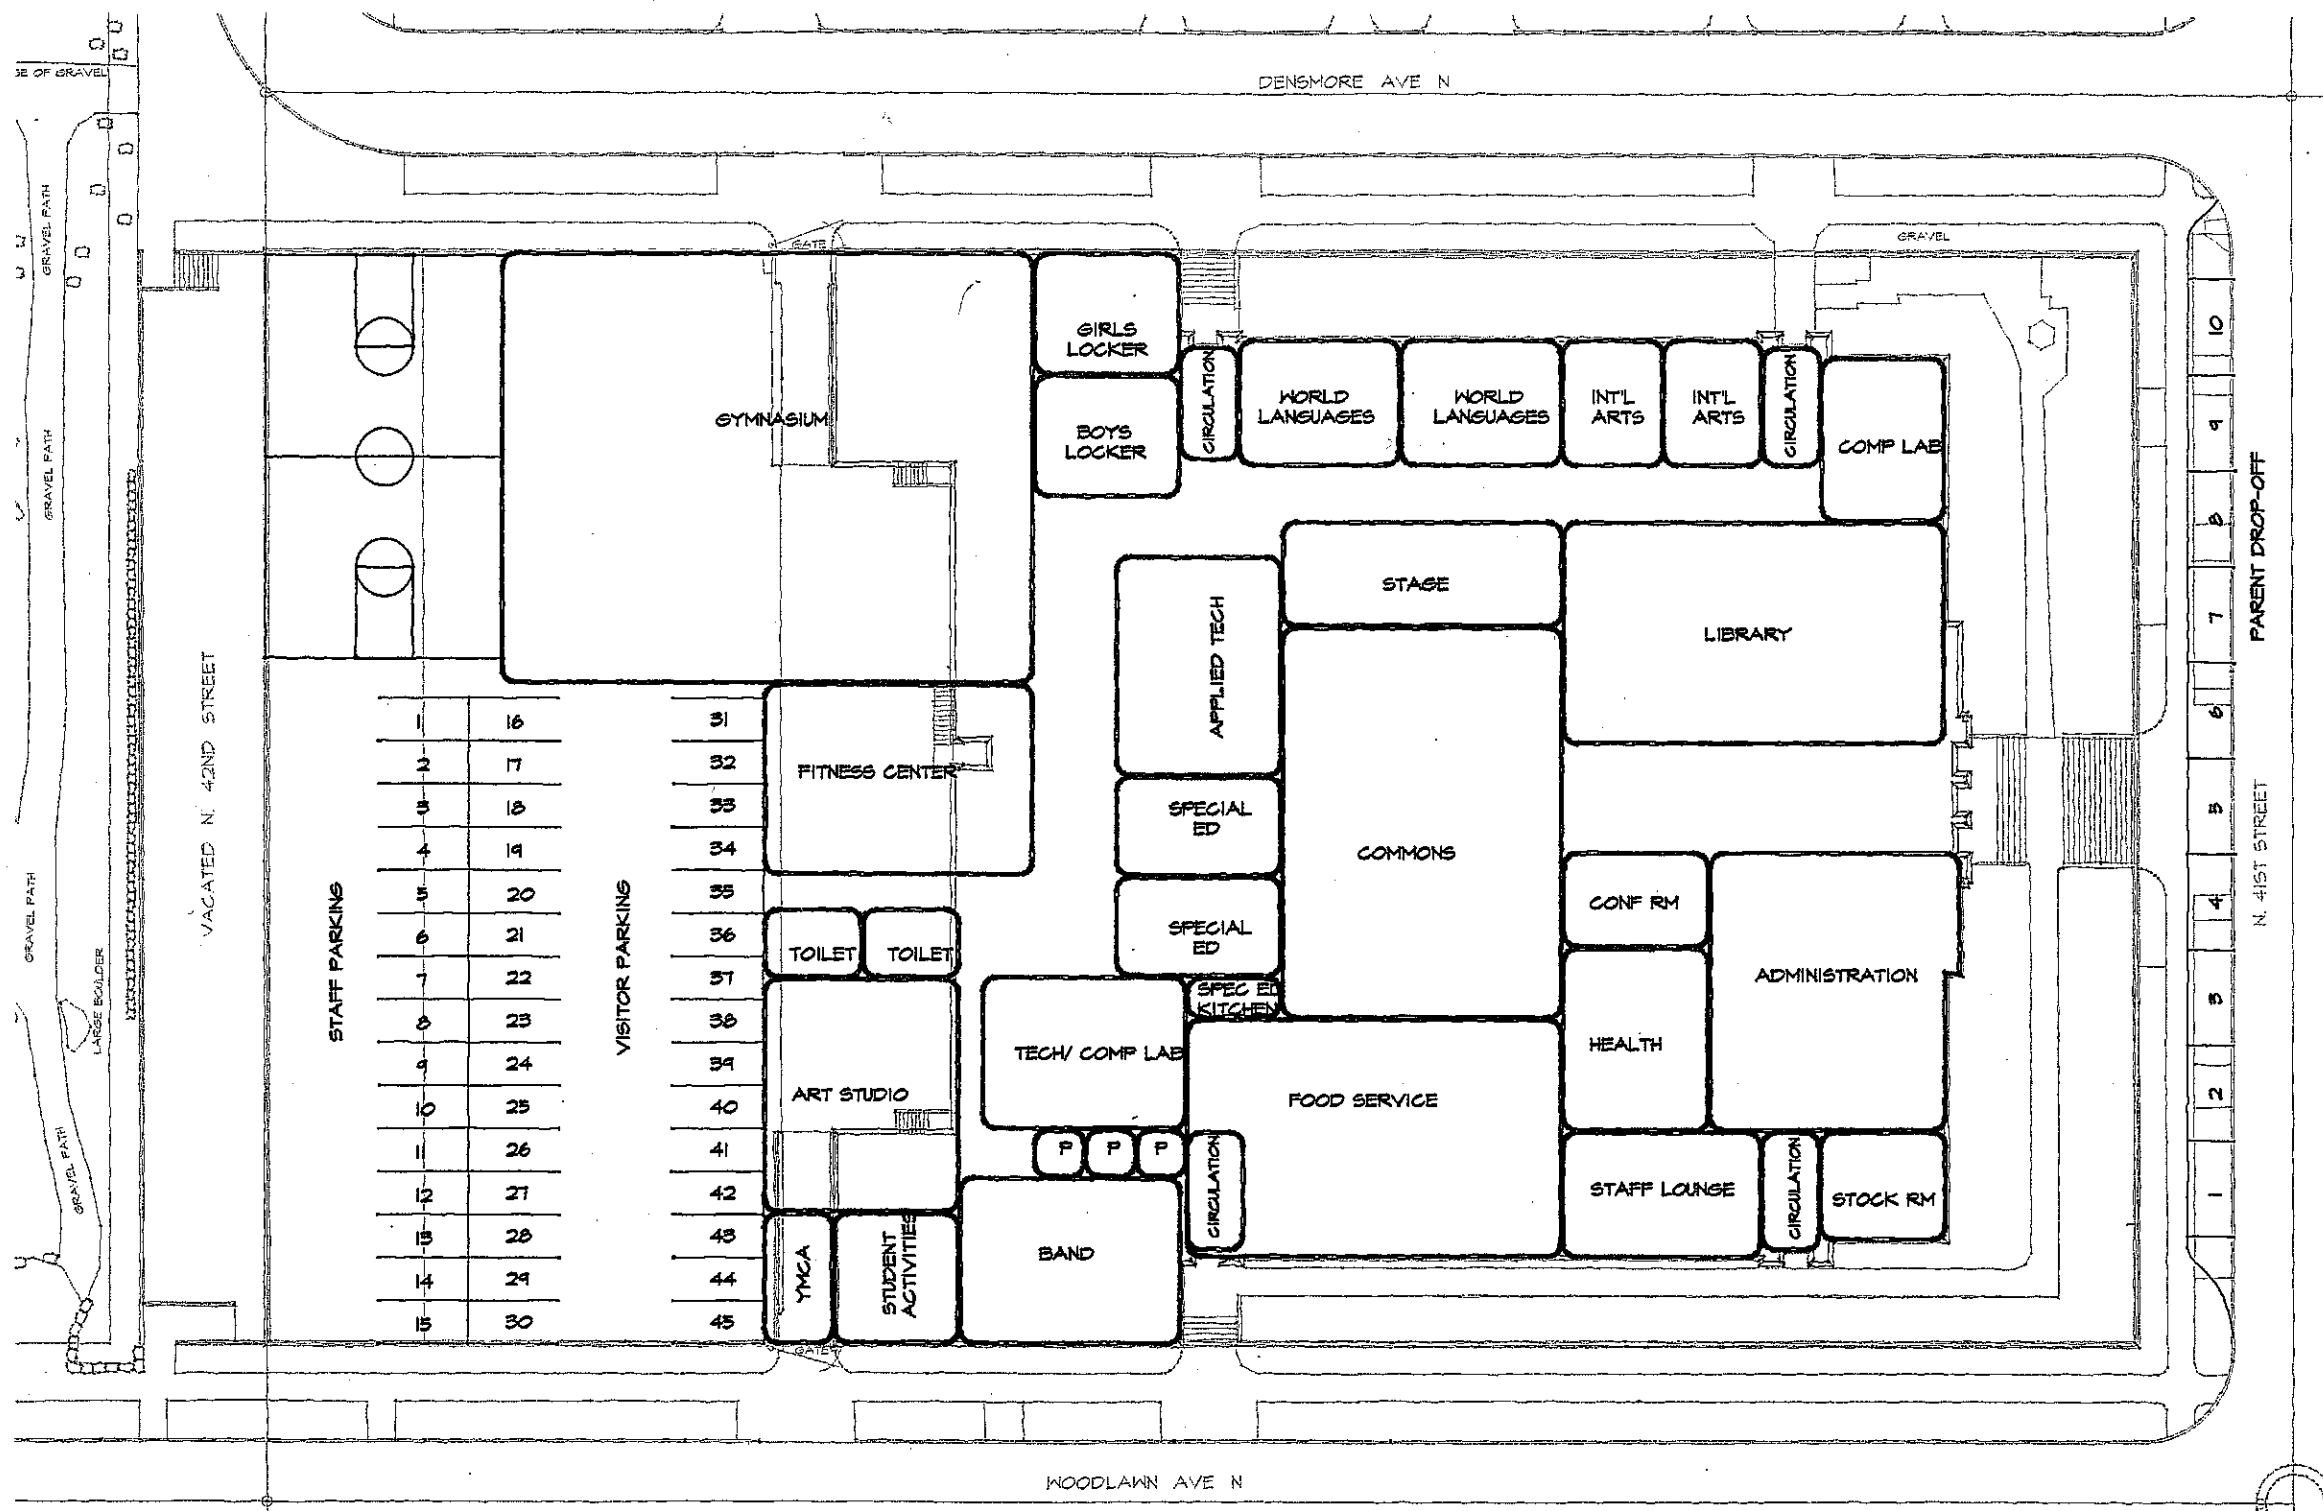 DENSMORE AVE N
SE OF GRAVEL
GRAVEL PATH
GATE
GRAVEL
GIRLS
LOCKER
BOYS
LOCKER
CIRCULATION
WORLD
LANGUAGES
WORLD
LANGUAGES
INT'L
ARTS
INT'L
ARTS
CIRCULATION
COMP LAB
GYMNASIUM
GRAVEL PATH
STAGE
LIBRARY
APPLIED TECH
VACATED N. 42ND STREET
FITNESS CENTER
SPECIAL
ED
COMMONS
SPECIAL
ED
CONF RM
ADMINISTRATION
TOILET
TOILET
SPEC ED
KITCHEN
HEALTH
TECH/ COMP LAB
ART STUDIO
FOOD SERVICE
P
P
P
CIRCULATION
STAFF LOUNGE
CIRCULATION
STOCK RM
YMCA
STUDENT
ACTIVITIES
BAND
GATE
STAFF PARKING
1
2
3
4
5
6
7
8
9
10
11
12
13
14
15
16
17
18
19
20
21
22
23
24
25
26
27
28
29
30
VISITOR PARKING
31
32
33
34
35
36
37
38
39
40
41
42
43
44
45
10
9
8
7
6
5
4
3
2
1
PARENT DROP-OFF
N. 41ST STREET
GRAVEL PATH
LARGE BOULDER
GRAVEL PATH
WOODLAWN AVE N